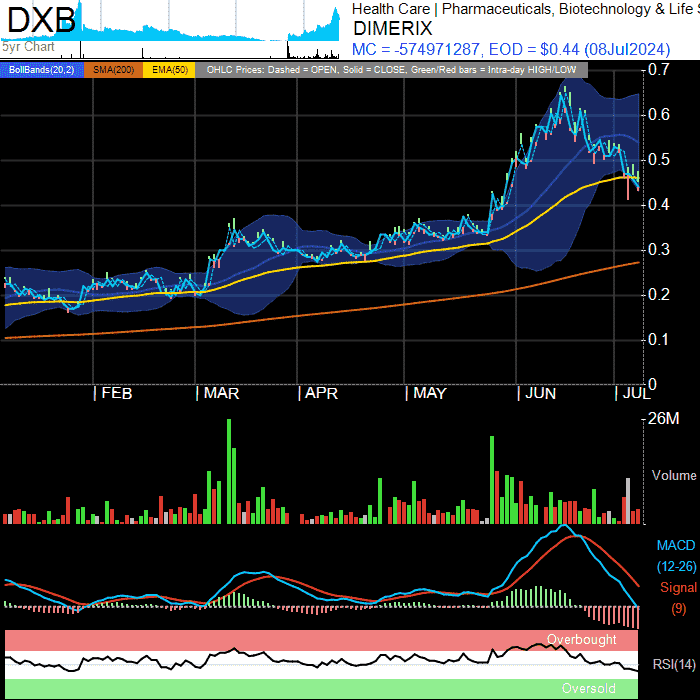 DXB
Health Care | Pharmaceuticals, Biotechnology & Life S
DIMERIX
5yr Chart
MC = -574971287, EOD = $0.44 (08Jul2024)
BollBands(20,2) SMA(200) EMA(50) OHLC Prices: Dashed = OPEN, Solid = CLOSE, Green/Red bars = Intra-day HIGH/LOW
0.7
0.6
0.5
0.4
0.3
0.2
0.1
0
FEB MAR APR MAY JUN JUL
26M
Volume
MACD
(12-26)
Signal
(9)
Overbought
RSI(14)
Oversold